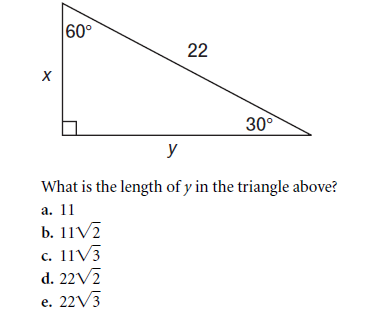 60°
22
x
30°
y
What is the length of y in the triangle above?
a. 11
b. 11√2
c. 11√3
d. 22√2
e. 22√3